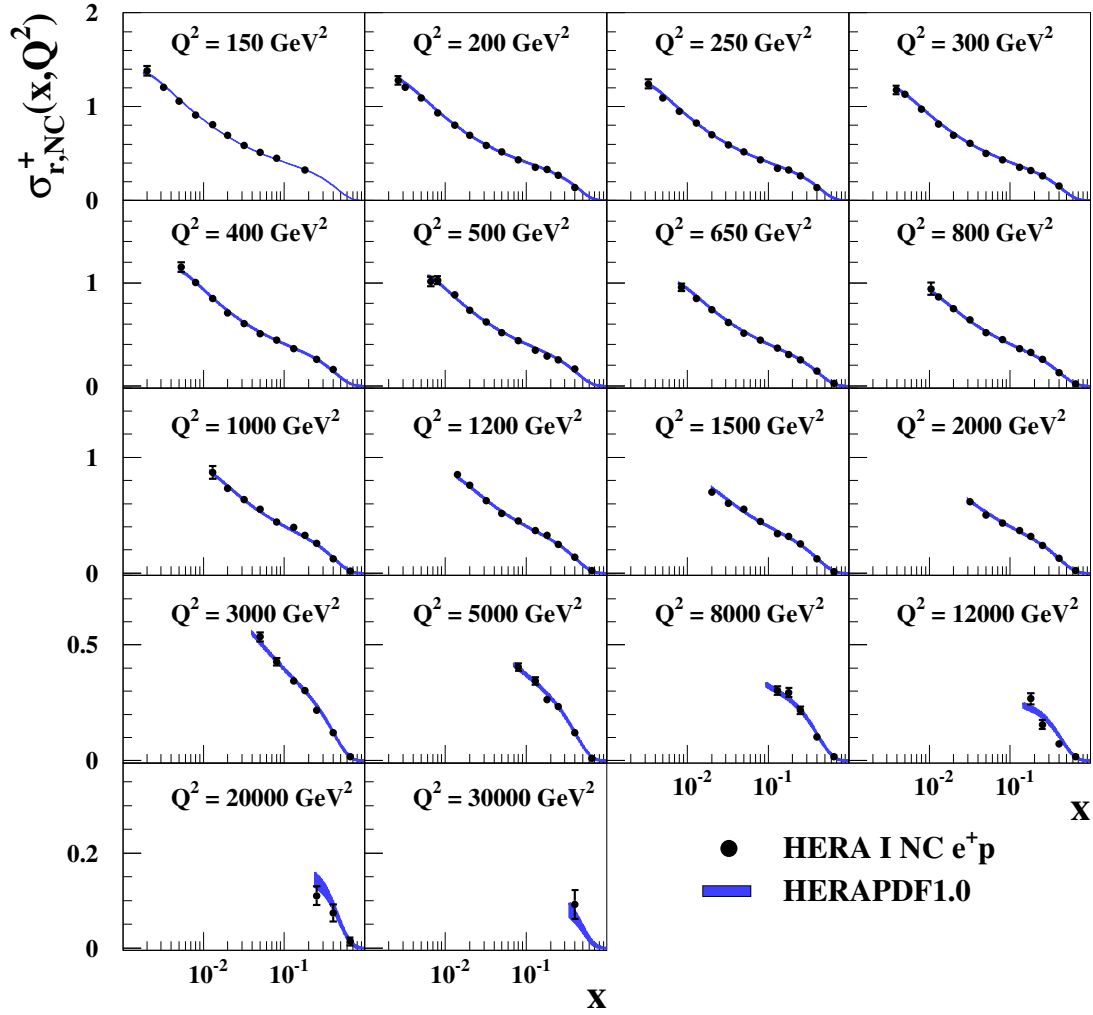 σ⁺r,NC(x,Q²)
2
Q² = 150 GeV²
Q² = 200 GeV²
Q² = 250 GeV²
Q² = 300 GeV²
1
0
Q² = 400 GeV²
Q² = 500 GeV²
Q² = 650 GeV²
Q² = 800 GeV²
1
0
Q² = 1000 GeV²
Q² = 1200 GeV²
Q² = 1500 GeV²
Q² = 2000 GeV²
1
0
Q² = 3000 GeV²
Q² = 5000 GeV²
Q² = 8000 GeV²
Q² = 12000 GeV²
0.5
0
10⁻² 10⁻¹ 10⁻² 10⁻¹
x
Q² = 20000 GeV²
Q² = 30000 GeV²
0.2
0
10⁻² 10⁻¹ 10⁻² 10⁻¹
x
HERA I NC e⁺p
HERAPDF1.0